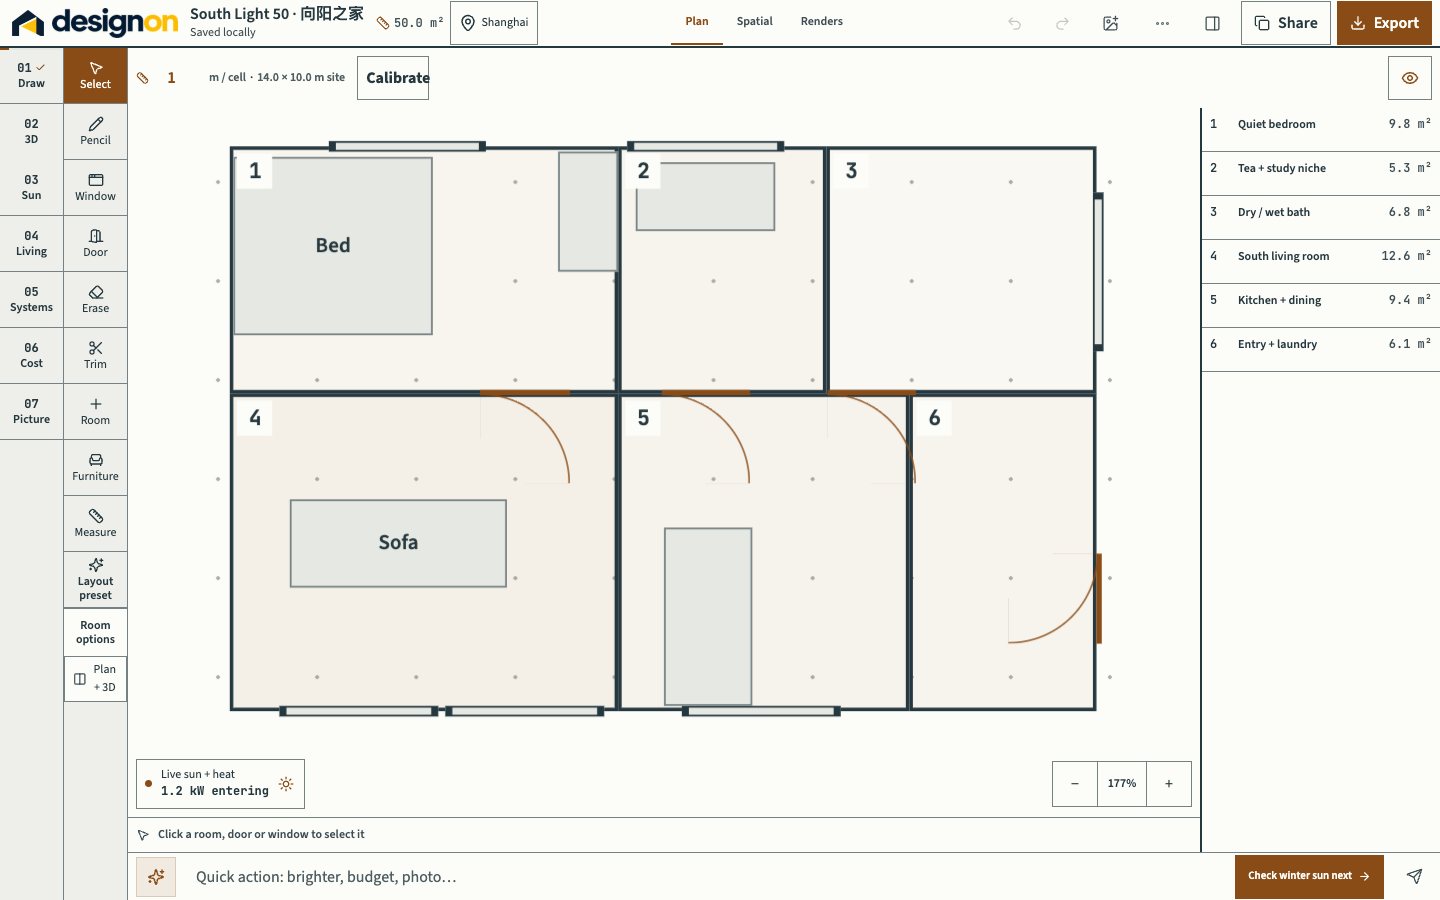 designon
South Light 50 · 向阳之家
Saved locally
50.0 m²
Shanghai
Plan
Spatial
Renders
Share
Export
01
Draw
02
3D
03
Sun
04
Living
05
Systems
06
Cost
07
Picture
Select
Pencil
Window
Door
Erase
Trim
Room
Furniture
Measure
Layout
preset
Room
options
Plan
+ 3D
1
m / cell · 14.0 × 10.0 m site
Calibrate
1
Bed
2
3
4
Sofa
5
6
1 Quiet bedroom 9.8 m²
2 Tea + study niche 5.3 m²
3 Dry / wet bath 6.8 m²
4 South living room 12.6 m²
5 Kitchen + dining 9.4 m²
6 Entry + laundry 6.1 m²
Live sun + heat
1.2 kW entering
− 177% +
Click a room, door or window to select it
Quick action: brighter, budget, photo…
Check winter sun next →